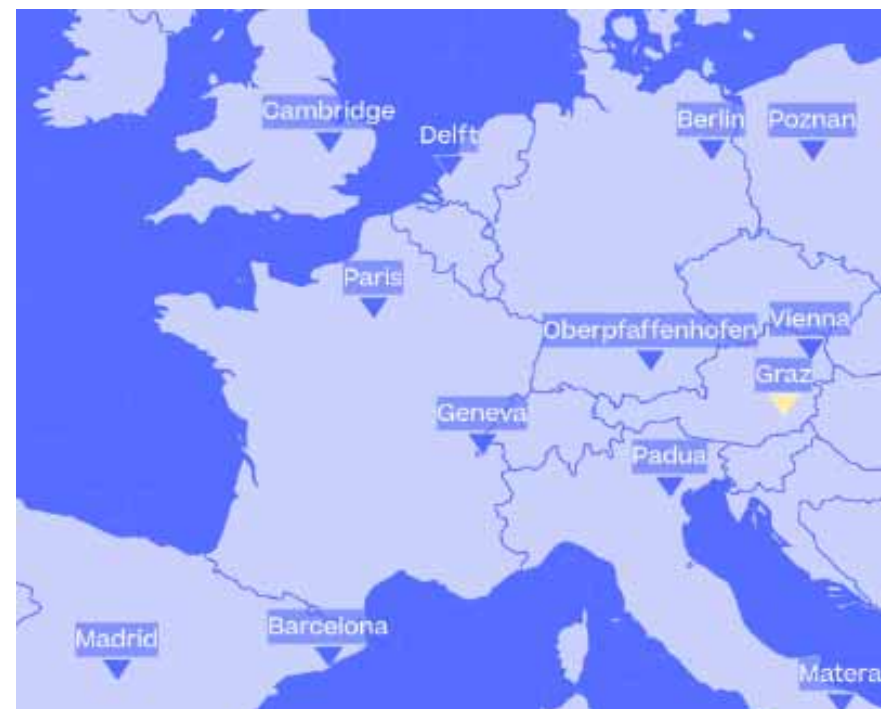 Cambridge
Delft
Berlin
Poznan
Paris
Oberpfaffenhofen
Vienna
Graz
Geneva
Padua
Madrid
Barcelona
Matera